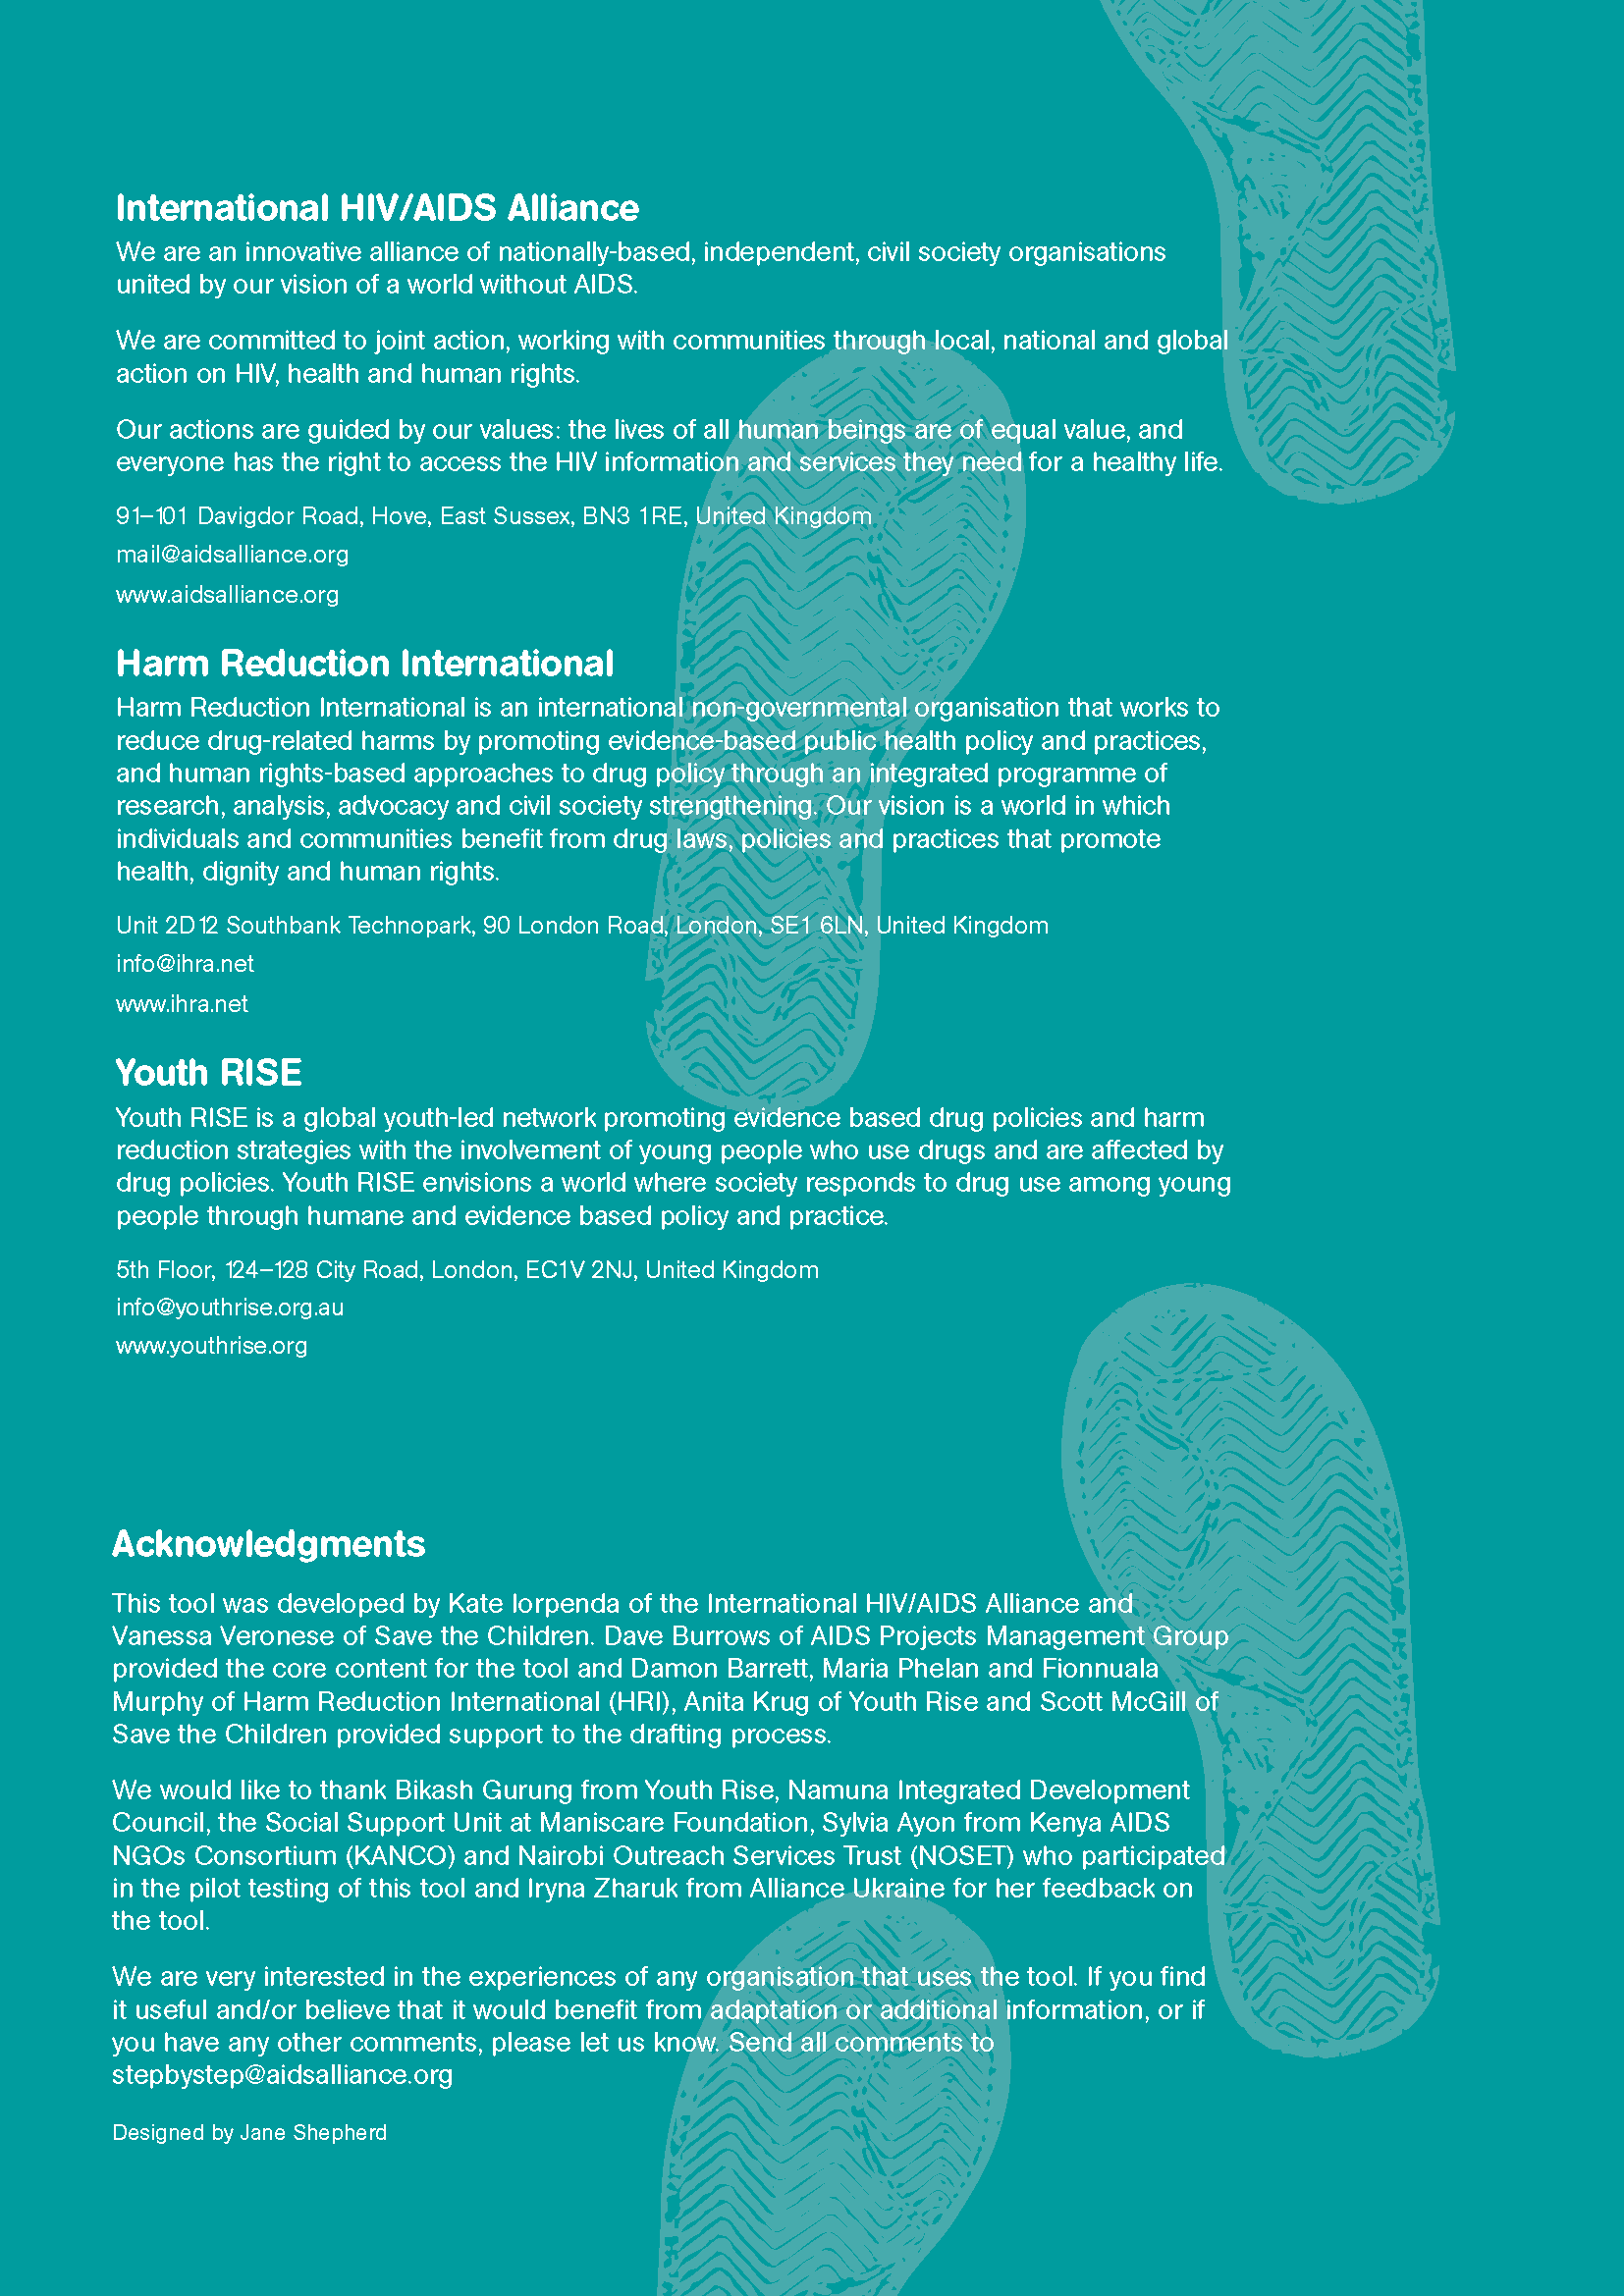 International HIV/AIDS Alliance
We are an innovative alliance of nationally-based, independent, civil society organisations
united by our vision of a world without AIDS.
We are committed to joint action, working with communities through local, national and global
action on HIV, health and human rights.
Our actions are guided by our values: the lives of all human beings are of equal value, and
everyone has the right to access the HIV information and services they need for a healthy life.
91–101 Davigdor Road, Hove, East Sussex, BN3 1RE, United Kingdom
mail@aidsalliance.org
www.aidsalliance.org
Harm Reduction International
Harm Reduction International is an international non-governmental organisation that works to
reduce drug-related harms by promoting evidence-based public health policy and practices,
and human rights-based approaches to drug policy through an integrated programme of
research, analysis, advocacy and civil society strengthening. Our vision is a world in which
individuals and communities benefit from drug laws, policies and practices that promote
health, dignity and human rights.
Unit 2D12 Southbank Technopark, 90 London Road, London, SE1 6LN, United Kingdom
info@ihra.net
www.ihra.net
Youth RISE
Youth RISE is a global youth-led network promoting evidence based drug policies and harm
reduction strategies with the involvement of young people who use drugs and are affected by
drug policies. Youth RISE envisions a world where society responds to drug use among young
people through humane and evidence based policy and practice.
5th Floor, 124–128 City Road, London, EC1V 2NJ, United Kingdom
info@youthrise.org.au
www.youthrise.org
Acknowledgments
This tool was developed by Kate Iorpenda of the International HIV/AIDS Alliance and
Vanessa Veronese of Save the Children. Dave Burrows of AIDS Projects Management Group
provided the core content for the tool and Damon Barrett, Maria Phelan and Fionnuala
Murphy of Harm Reduction International (HRI), Anita Krug of Youth Rise and Scott McGill of
Save the Children provided support to the drafting process.
We would like to thank Bikash Gurung from Youth Rise, Namuna Integrated Development
Council, the Social Support Unit at Maniscare Foundation, Sylvia Ayon from Kenya AIDS
NGOs Consortium (KANCO) and Nairobi Outreach Services Trust (NOSET) who participated
in the pilot testing of this tool and Iryna Zharuk from Alliance Ukraine for her feedback on
the tool.
We are very interested in the experiences of any organisation that uses the tool. If you find
it useful and/or believe that it would benefit from adaptation or additional information, or if
you have any other comments, please let us know. Send all comments to
stepbystep@aidsalliance.org
Designed by Jane Shepherd